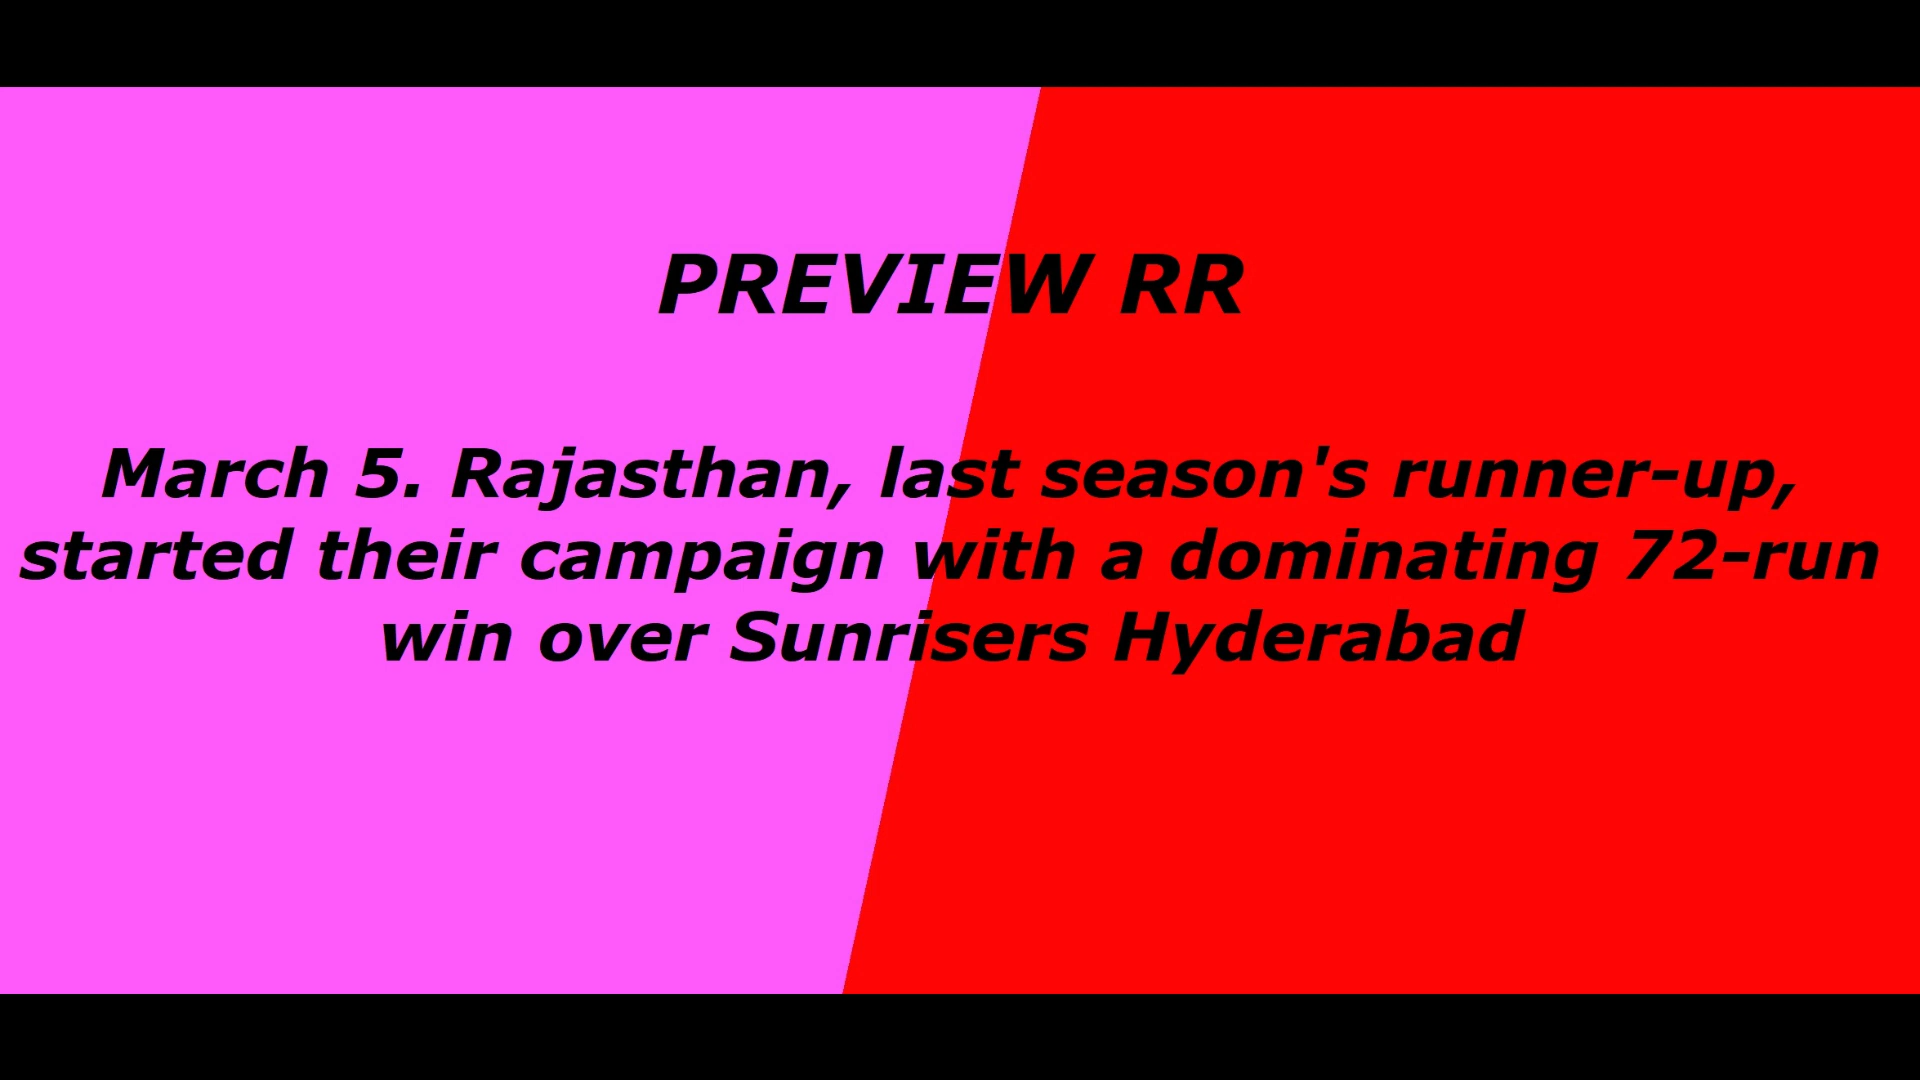 PREVIEW RR
March 5. Rajasthan, last season's runner-up,
started their campaign with a dominating 72-run
win over Sunrisers Hyderabad